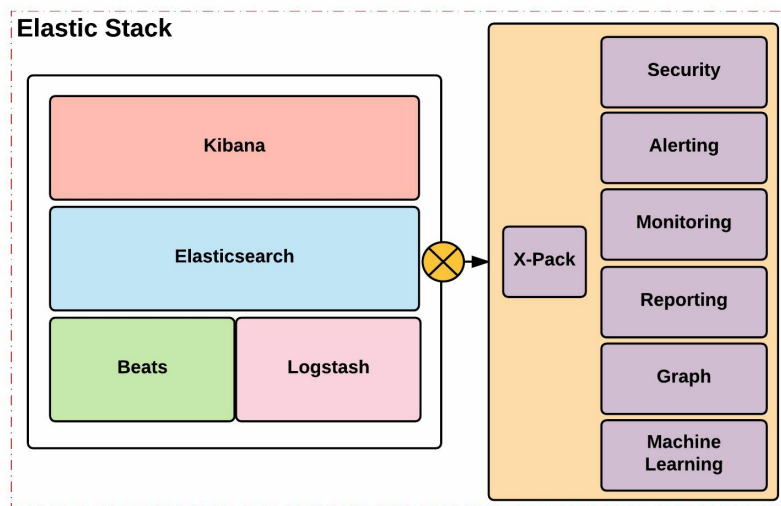 Elastic Stack
Kibana
Elasticsearch
Beats
Logstash
X-Pack
Security
Alerting
Monitoring
Reporting
Graph
Machine
Learning